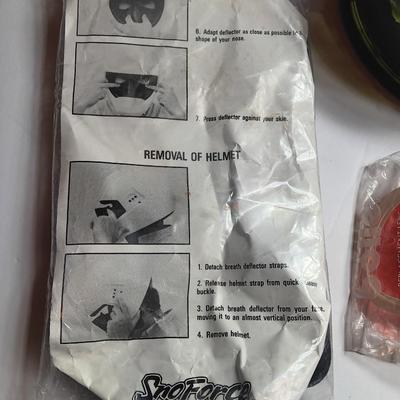 6. Adapt deflector as close as possible to
shape of your nose.
7. Press deflector against your skin.
REMOVAL OF HELMET
1. Detach breath deflector straps.
2. Release helmet strap from quick
buckle.
3. Detach breath deflector from your face,
moving it to an almost vertical position.
4. Remove helmet.
SnoForce